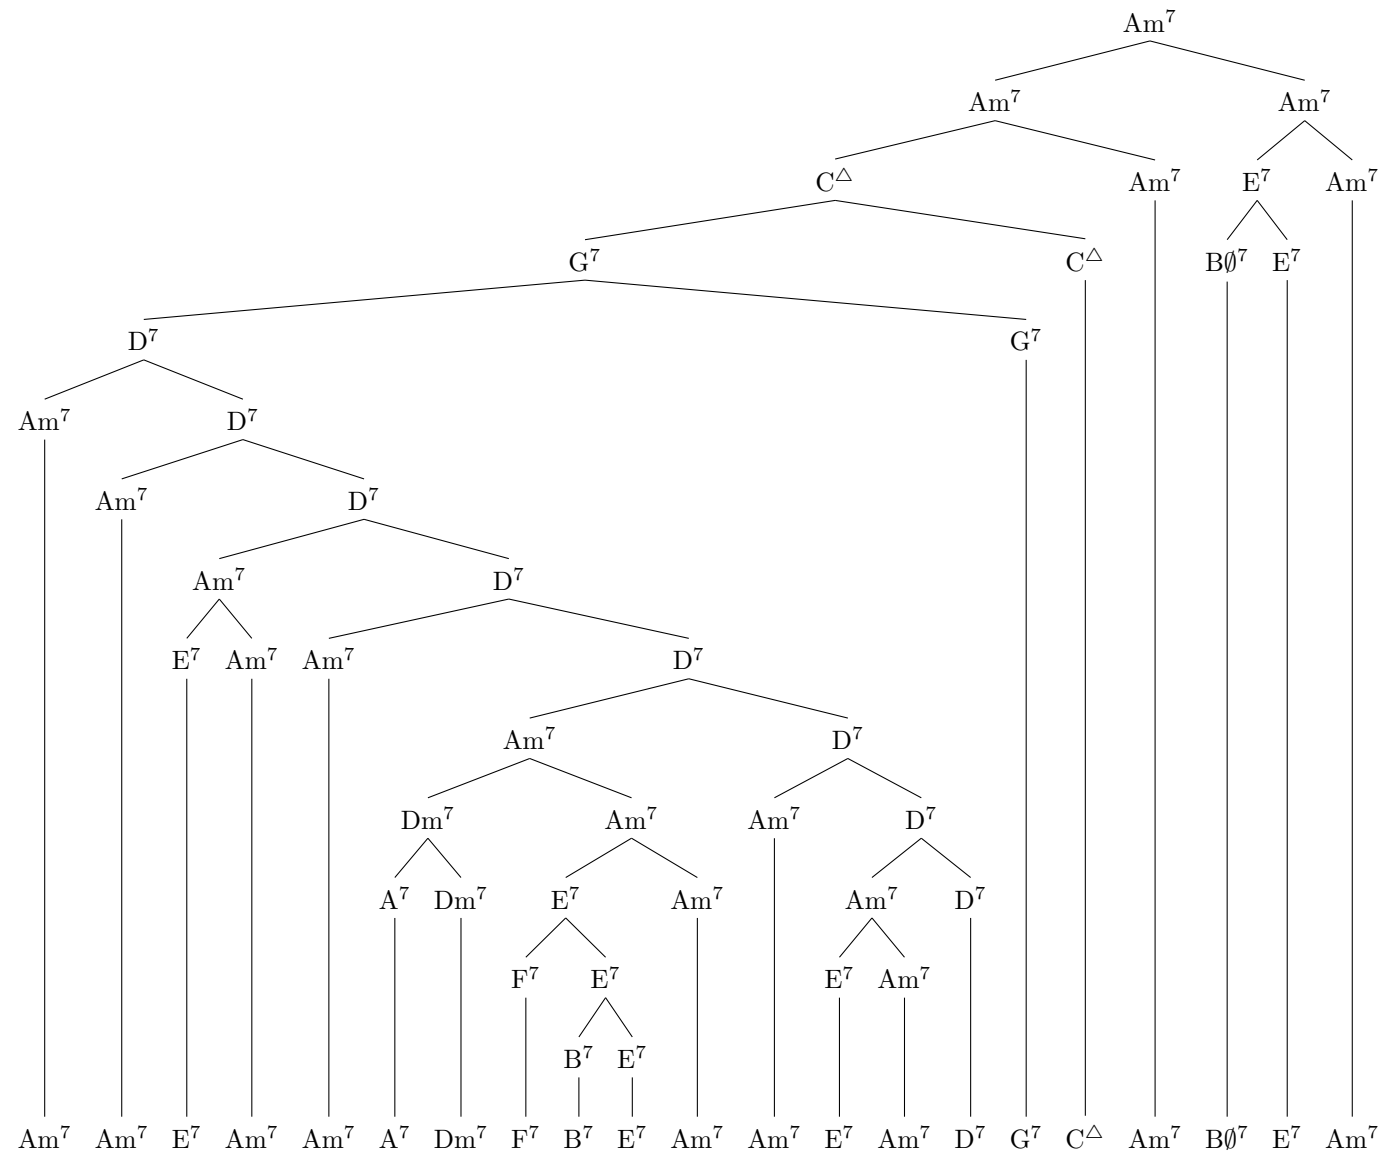 Am⁷
Am⁷ Am⁷
C△ Am⁷ E⁷ Am⁷
G⁷ C△ B∅⁷ E⁷
D⁷ G⁷
Am⁷ D⁷
Am⁷ D⁷
Am⁷ D⁷
E⁷ Am⁷ Am⁷ D⁷
Am⁷ D⁷
Dm⁷ Am⁷ Am⁷ D⁷
A⁷ Dm⁷ E⁷ Am⁷ Am⁷ D⁷
F⁷ E⁷ E⁷ Am⁷
B⁷ E⁷
Am⁷ Am⁷ E⁷ Am⁷ Am⁷ A⁷ Dm⁷ F⁷ B⁷ E⁷ Am⁷ Am⁷ E⁷ Am⁷ D⁷ G⁷ C△ Am⁷ B∅⁷ E⁷ Am⁷